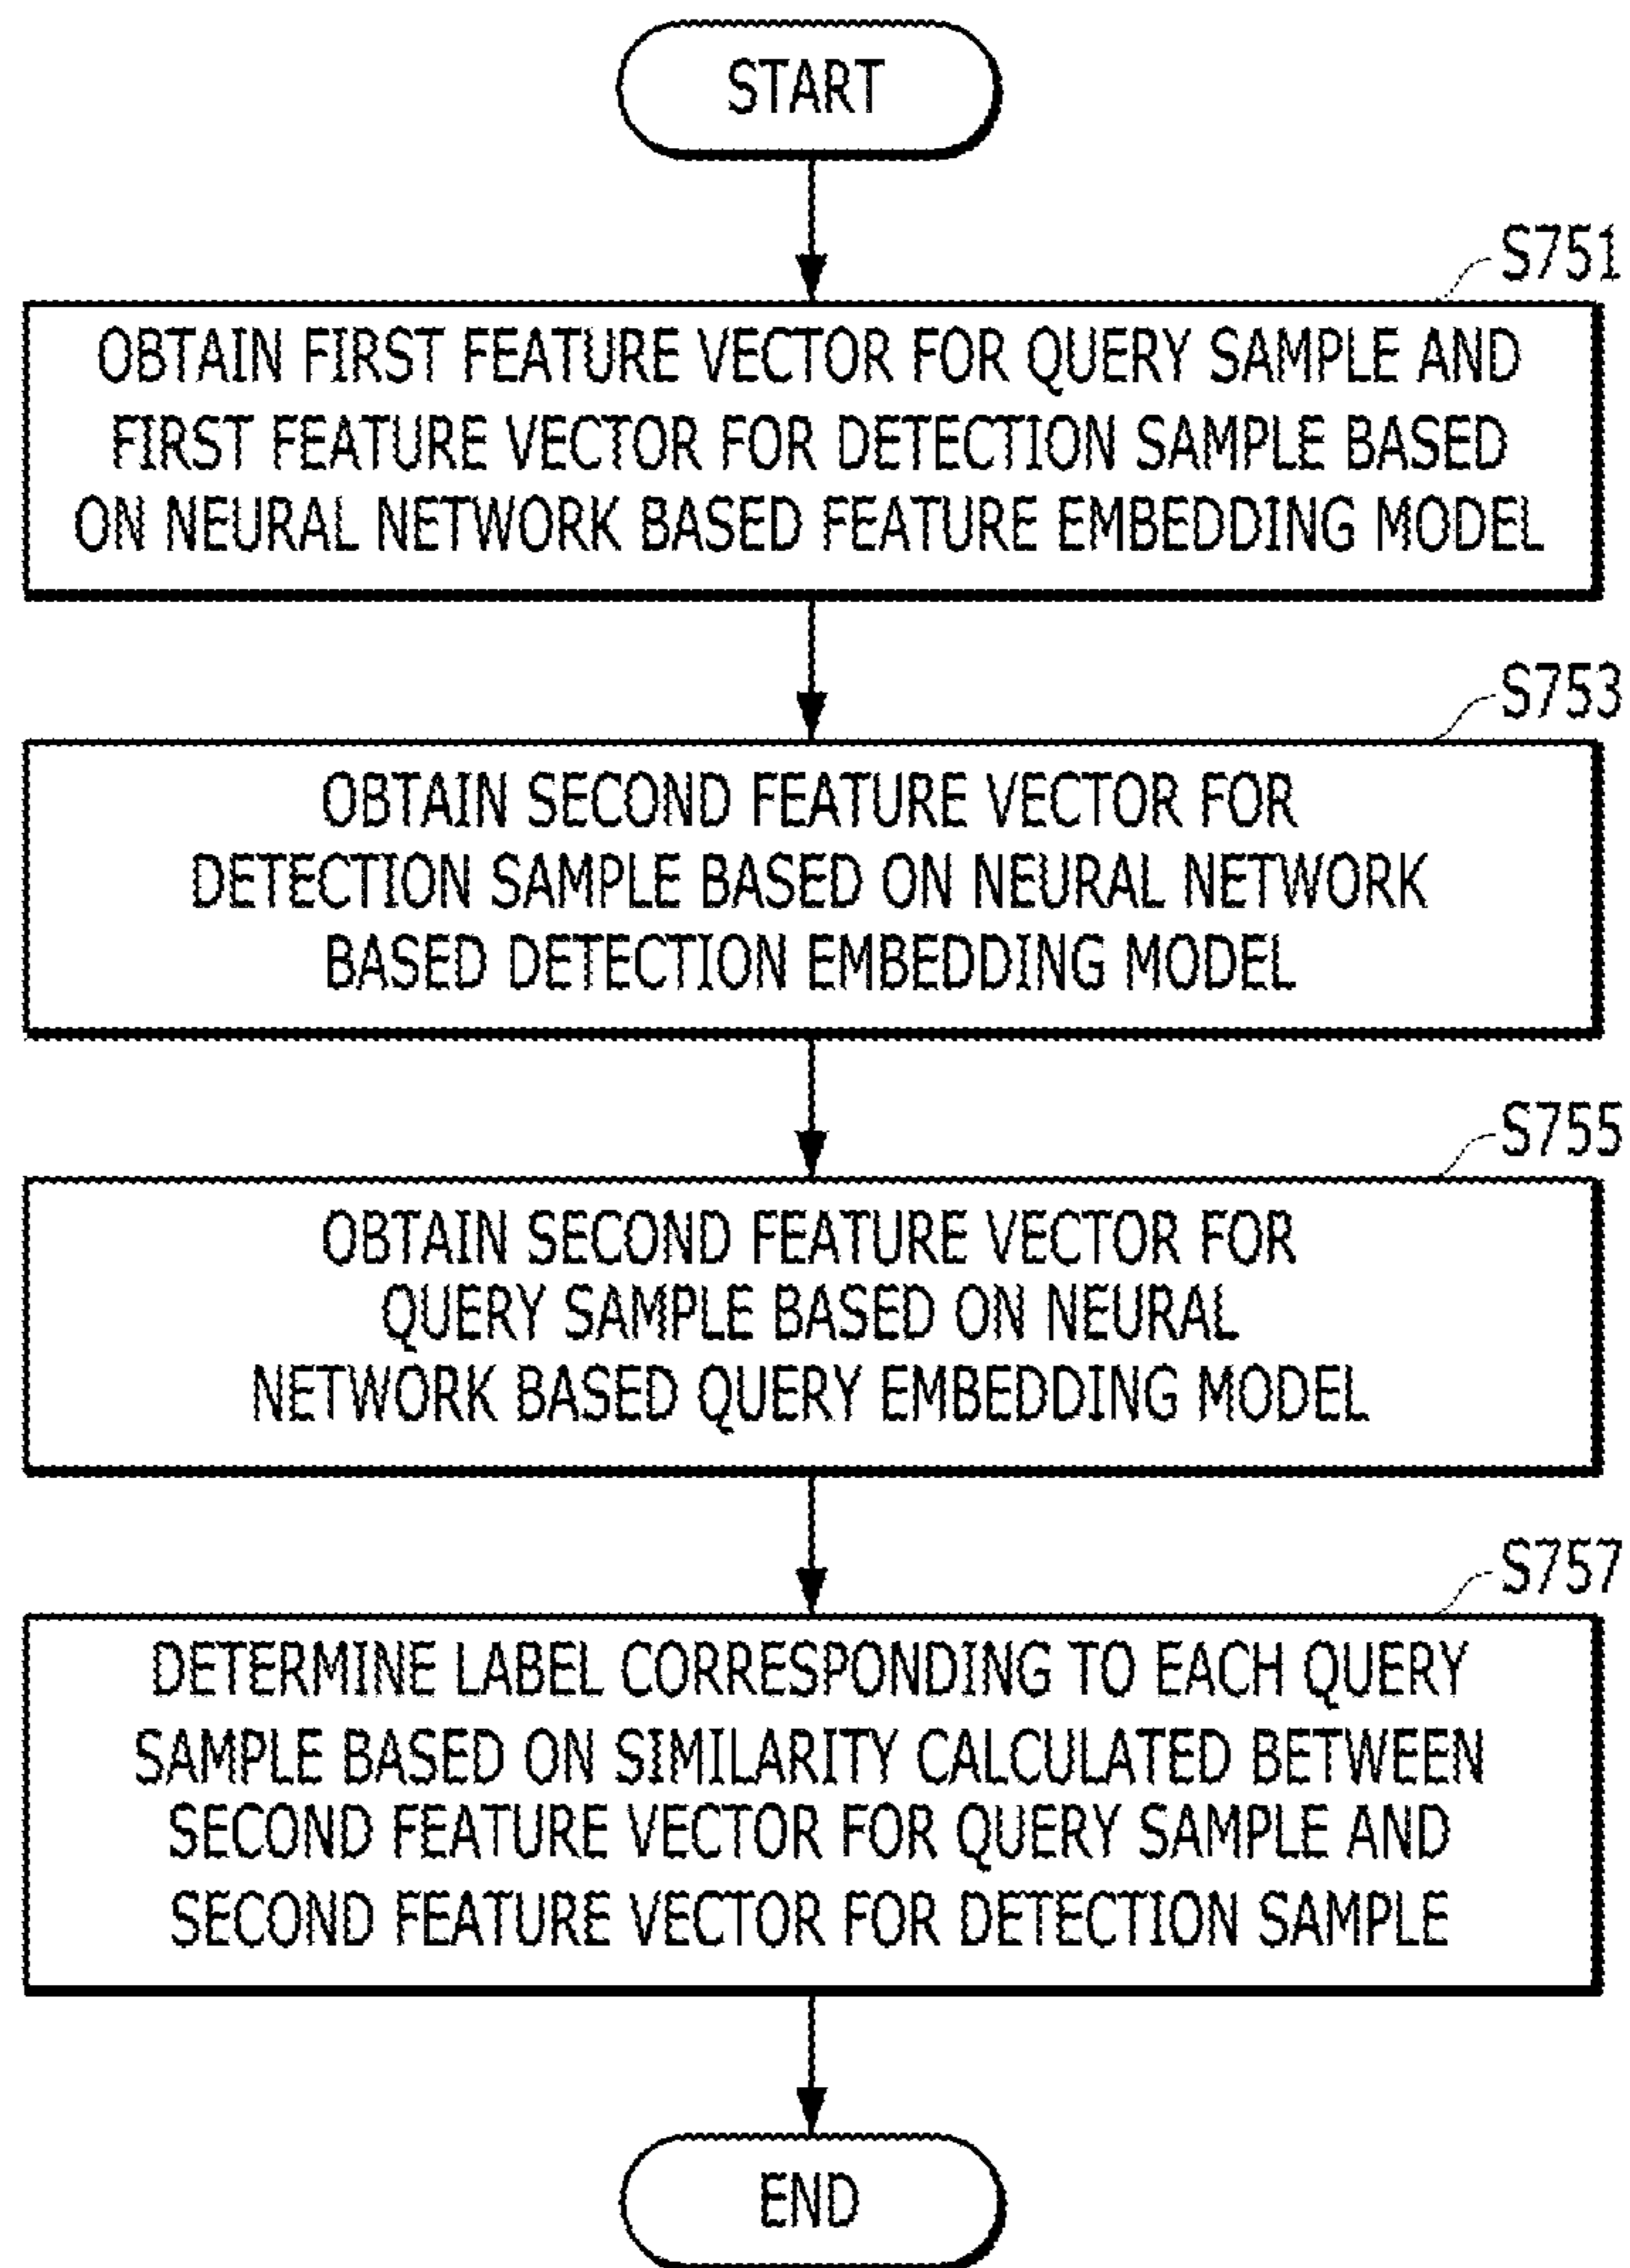 START
S751
OBTAIN FIRST FEATURE VECTOR FOR QUERY SAMPLE AND
FIRST FEATURE VECTOR FOR DETECTION SAMPLE BASED
ON NEURAL NETWORK BASED FEATURE EMBEDDING MODEL
S753
OBTAIN SECOND FEATURE VECTOR FOR
DETECTION SAMPLE BASED ON NEURAL NETWORK
BASED DETECTION EMBEDDING MODEL
S755
OBTAIN SECOND FEATURE VECTOR FOR
QUERY SAMPLE BASED ON NEURAL
NETWORK BASED QUERY EMBEDDING MODEL
S757
DETERMINE LABEL CORRESPONDING TO EACH QUERY
SAMPLE BASED ON SIMILARITY CALCULATED BETWEEN
SECOND FEATURE VECTOR FOR QUERY SAMPLE AND
SECOND FEATURE VECTOR FOR DETECTION SAMPLE
END